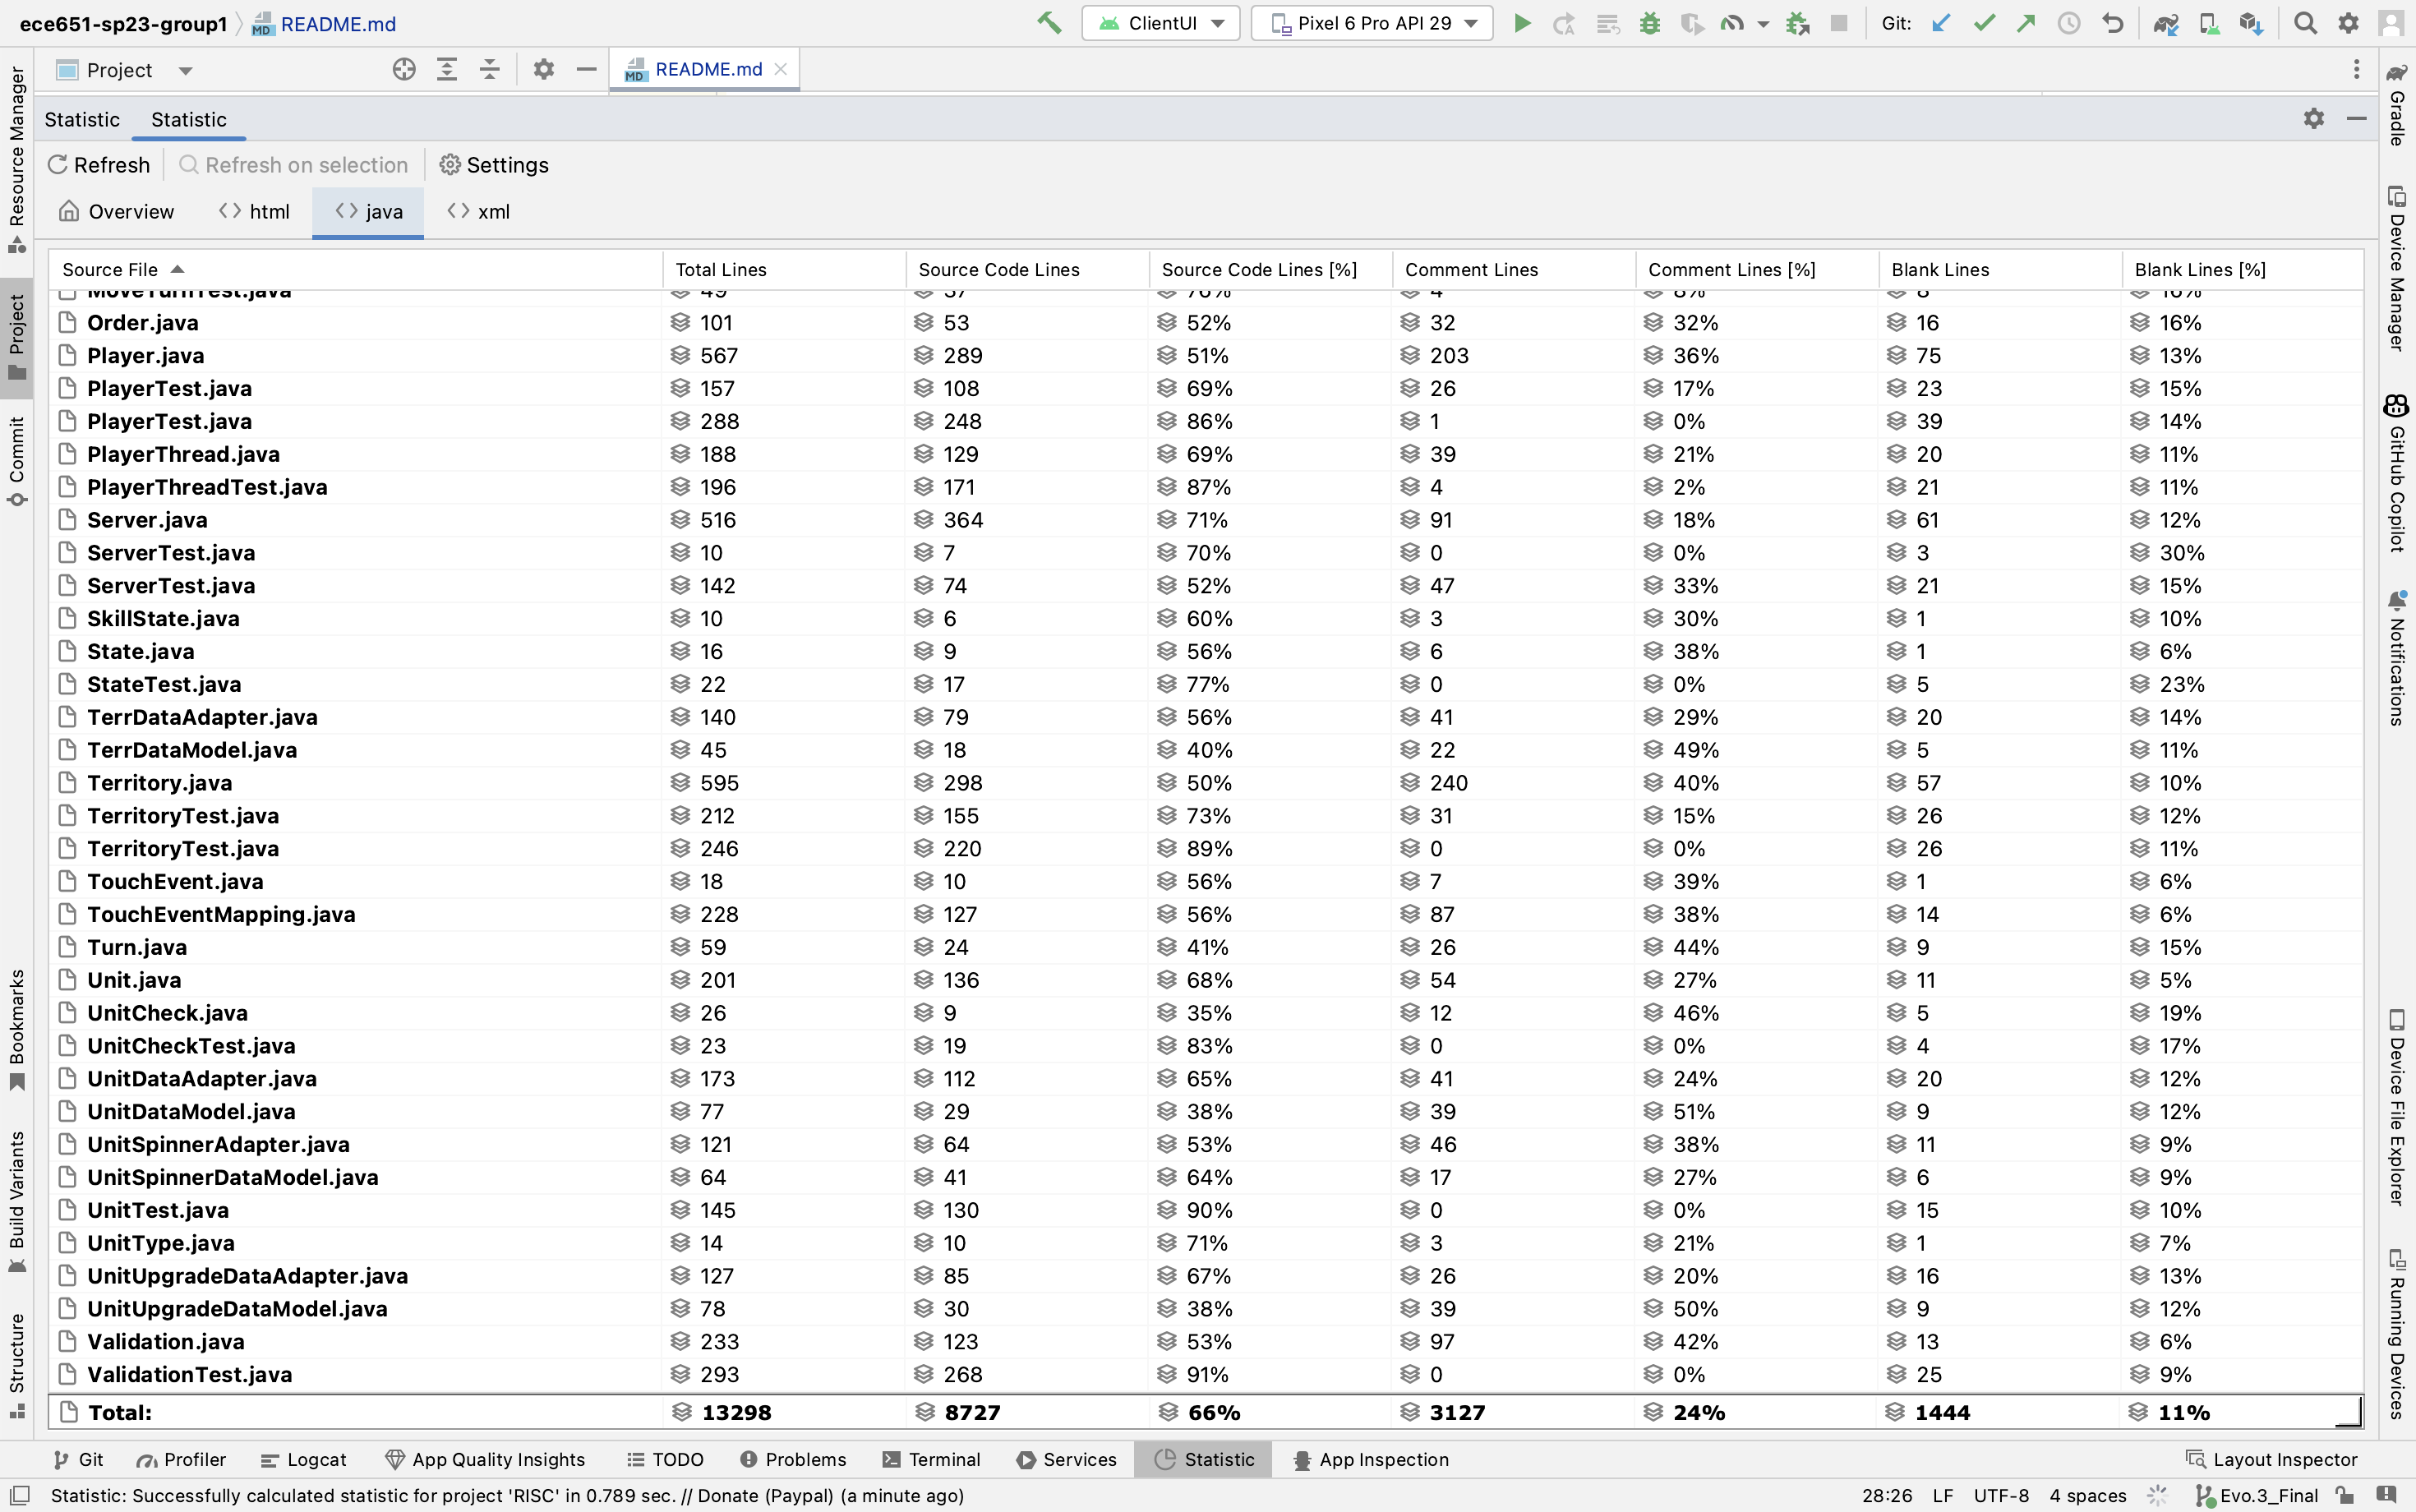 ece651-sp23-group1 README.md ClientUI Pixel 6 Pro API 29 Git:
Project README.md
Statistic Statistic
Refresh Refresh on selection Settings
Overview html java xml
Source File Total Lines Source Code Lines Source Code Lines [%] Comment Lines Comment Lines [%] Blank Lines Blank Lines [%]
MoveTurnTest.java 49 37 76% 4 8% 8 16%
Order.java 101 53 52% 32 32% 16 16%
Player.java 567 289 51% 203 36% 75 13%
PlayerTest.java 157 108 69% 26 17% 23 15%
PlayerTest.java 288 248 86% 1 0% 39 14%
PlayerThread.java 188 129 69% 39 21% 20 11%
PlayerThreadTest.java 196 171 87% 4 2% 21 11%
Server.java 516 364 71% 91 18% 61 12%
ServerTest.java 10 7 70% 0 0% 3 30%
ServerTest.java 142 74 52% 47 33% 21 15%
SkillState.java 10 6 60% 3 30% 1 10%
State.java 16 9 56% 6 38% 1 6%
StateTest.java 22 17 77% 0 0% 5 23%
TerrDataAdapter.java 140 79 56% 41 29% 20 14%
TerrDataModel.java 45 18 40% 22 49% 5 11%
Territory.java 595 298 50% 240 40% 57 10%
TerritoryTest.java 212 155 73% 31 15% 26 12%
TerritoryTest.java 246 220 89% 0 0% 26 11%
TouchEvent.java 18 10 56% 7 39% 1 6%
TouchEventMapping.java 228 127 56% 87 38% 14 6%
Turn.java 59 24 41% 26 44% 9 15%
Unit.java 201 136 68% 54 27% 11 5%
UnitCheck.java 26 9 35% 12 46% 5 19%
UnitCheckTest.java 23 19 83% 0 0% 4 17%
UnitDataAdapter.java 173 112 65% 41 24% 20 12%
UnitDataModel.java 77 29 38% 39 51% 9 12%
UnitSpinnerAdapter.java 121 64 53% 46 38% 11 9%
UnitSpinnerDataModel.java 64 41 64% 17 27% 6 9%
UnitTest.java 145 130 90% 0 0% 15 10%
UnitType.java 14 10 71% 3 21% 1 7%
UnitUpgradeDataAdapter.java 127 85 67% 26 20% 16 13%
UnitUpgradeDataModel.java 78 30 38% 39 50% 9 12%
Validation.java 233 123 53% 97 42% 13 6%
ValidationTest.java 293 268 91% 0 0% 25 9%
Total: 13298 8727 66% 3127 24% 1444 11%
Git Profiler Logcat App Quality Insights TODO Problems Terminal Services Statistic App Inspection Layout Inspector
Statistic: Successfully calculated statistic for project 'RISC' in 0.789 sec. // Donate (Paypal) (a minute ago) 28:26 LF UTF-8 4 spaces Evo.3_Final
Resource Manager
Project
Commit
Bookmarks
Build Variants
Structure
Gradle
Device Manager
GitHub Copilot
Notifications
Device File Explorer
Running Devices